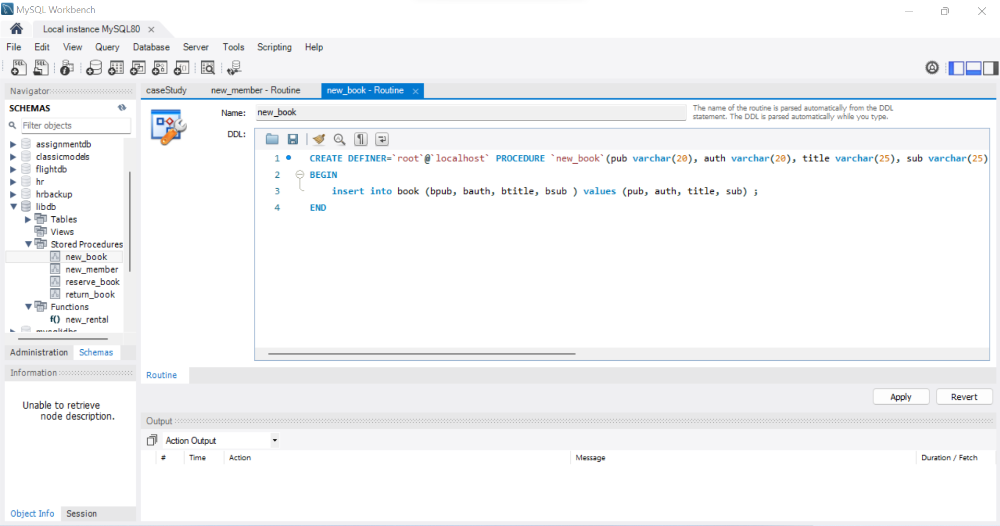 MySQL Workbench
Local instance MySQL80
File Edit View Query Database Server Tools Scripting Help
Navigator
SCHEMAS
Filter objects
assignmentdb
classicmodels
flightdb
hr
hrbackup
libdb
Tables
Views
Stored Procedures
new_book
new_member
reserve_book
return_book
Functions
f() new_rental
Administration Schemas
Information
Unable to retrieve
node description.
Object Info Session
caseStudy new_member - Routine new_book - Routine
Name: new_book
The name of the routine is parsed automatically from the DDL
statement. The DDL is parsed automatically while you type.
DDL:
1 CREATE DEFINER=`root`@`localhost` PROCEDURE `new_book`(pub varchar(20), auth varchar(20), title varchar(25), sub varchar(25)
2 BEGIN
3 insert into book (bpub, bauth, btitle, bsub ) values (pub, auth, title, sub) ;
4 END
Routine
Apply Revert
Output
Action Output
# Time Action Message Duration / Fetch